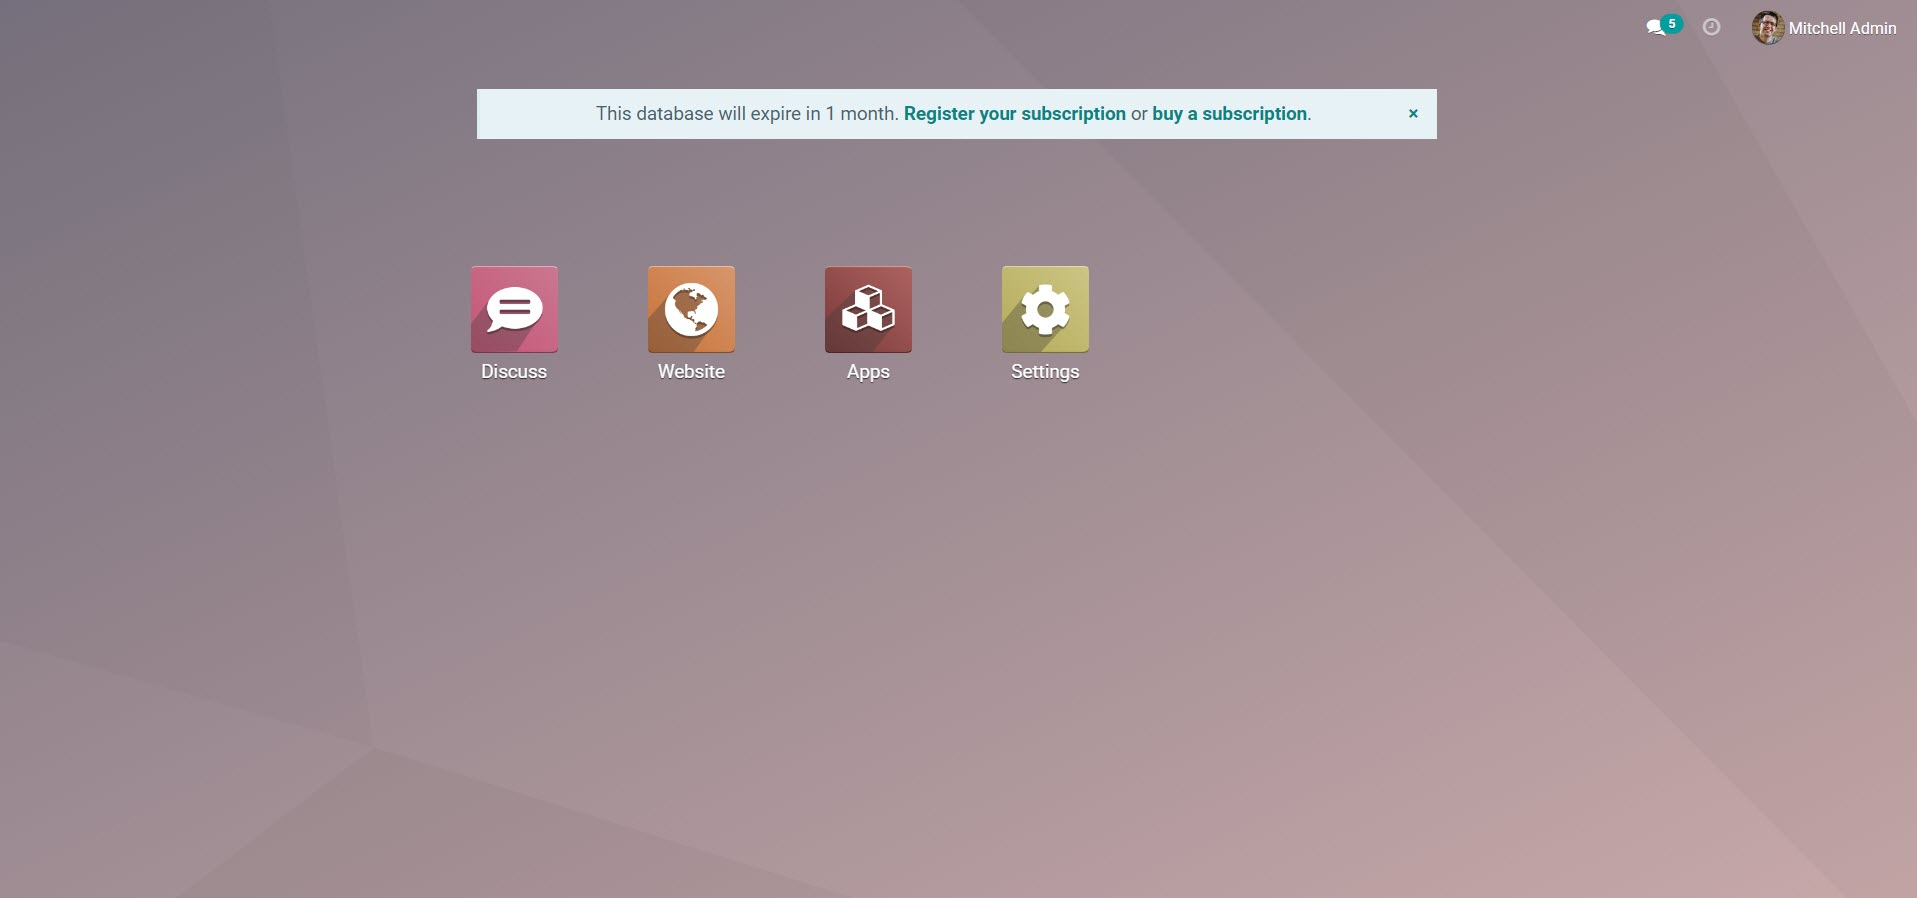 5
Mitchell Admin
This database will expire in 1 month. Register your subscription or buy a subscription.
×
Discuss
Website
Apps
Settings